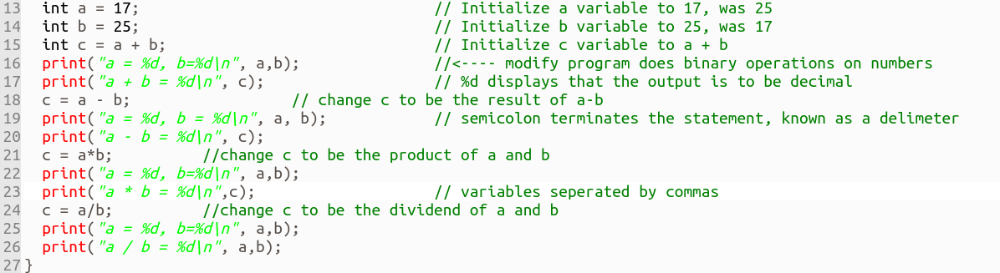 13 int a = 17; // Initialize a variable to 17, was 25
14 int b = 25; // Initialize b variable to 25, was 17
15 int c = a + b; // Initialize c variable to a + b
16 print("a = %d, b=%d\n", a,b); //<---- modify program does binary operations on numbers
17 print("a + b = %d\n", c); // %d displays that the output is to be decimal
18 c = a - b; // change c to be the result of a-b
19 print("a = %d, b = %d\n", a, b); // semicolon terminates the statement, known as a delimeter
20 print("a - b = %d\n", c);
21 c = a*b; //change c to be the product of a and b
22 print("a = %d, b=%d\n", a,b);
23 print("a * b = %d\n",c); // variables seperated by commas
24 c = a/b; //change c to be the dividend of a and b
25 print("a = %d, b=%d\n", a,b);
26 print("a / b = %d\n", a,b);
27 }